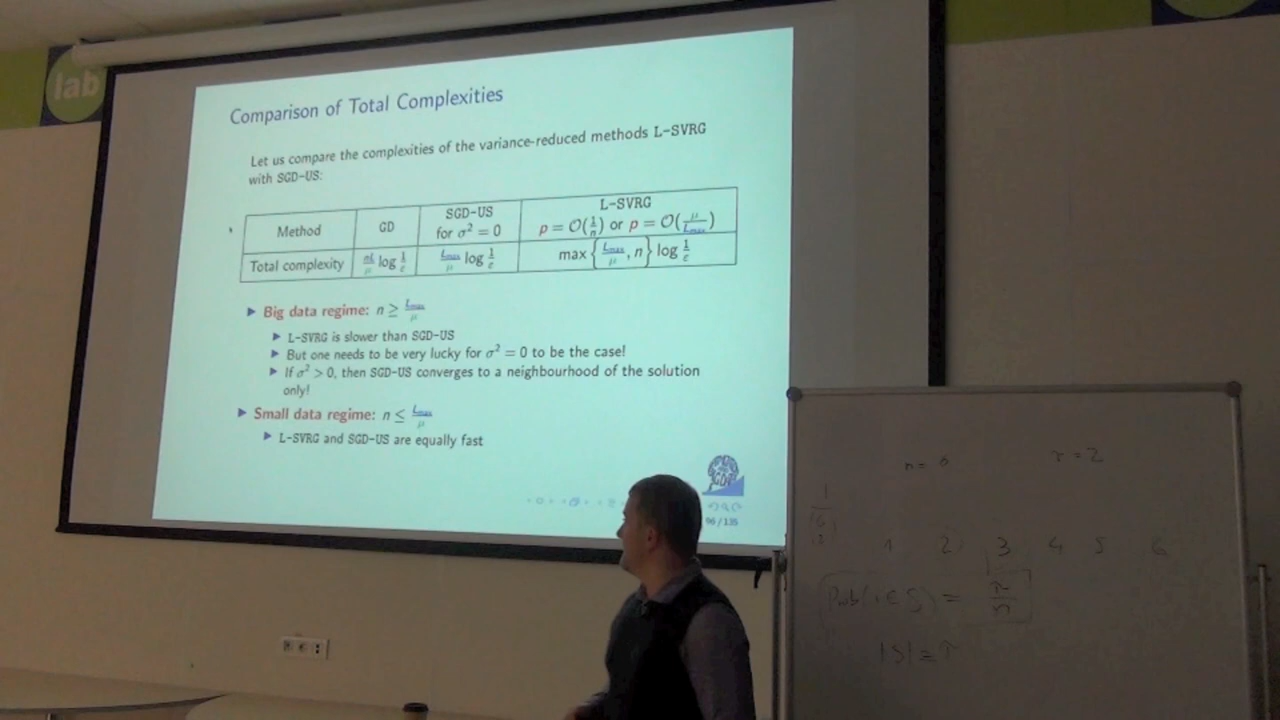 lab
Comparison of Total Complexities
Let us compare the complexities of the variance-reduced methods L-SVRG
with SGD-US:
Method GD SGD-US for σ² = 0 L-SVRG p = O(1/n) or p = O(μ/Lmax)
Total complexity nL/μ log 1/ε Lmax/μ log 1/ε max { Lmax/μ , n } log 1/ε
▶ Big data regime: n ≥ Lmax/μ
▶ L-SVRG is slower than SGD-US
▶ But one needs to be very lucky for σ² = 0 to be the case!
▶ If σ² > 0, then SGD-US converges to a neighbourhood of the solution
only!
▶ Small data regime: n ≤ Lmax/μ
▶ L-SVRG and SGD-US are equally fast
SGD
96 / 135
n = 6 τ = 2
1 2 3 4 5 6
Prob(i ∈ S) = τ/n
|S| = τ